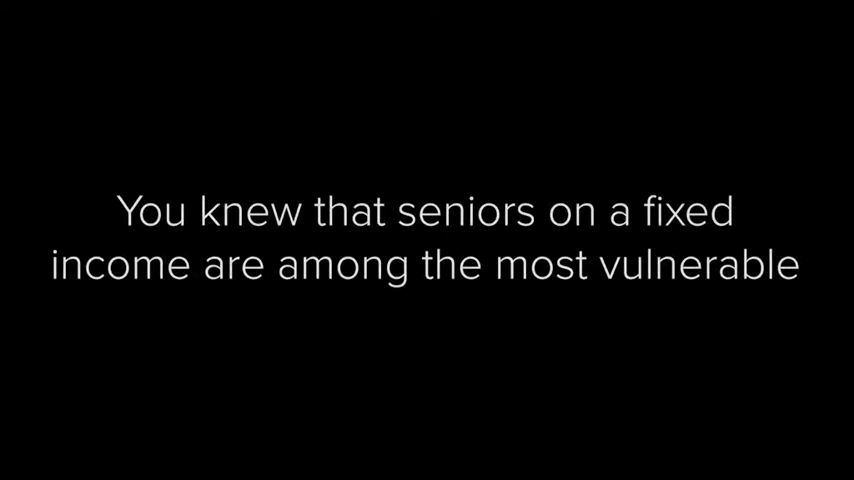 You knew that seniors on a fixed
income are among the most vulnerable